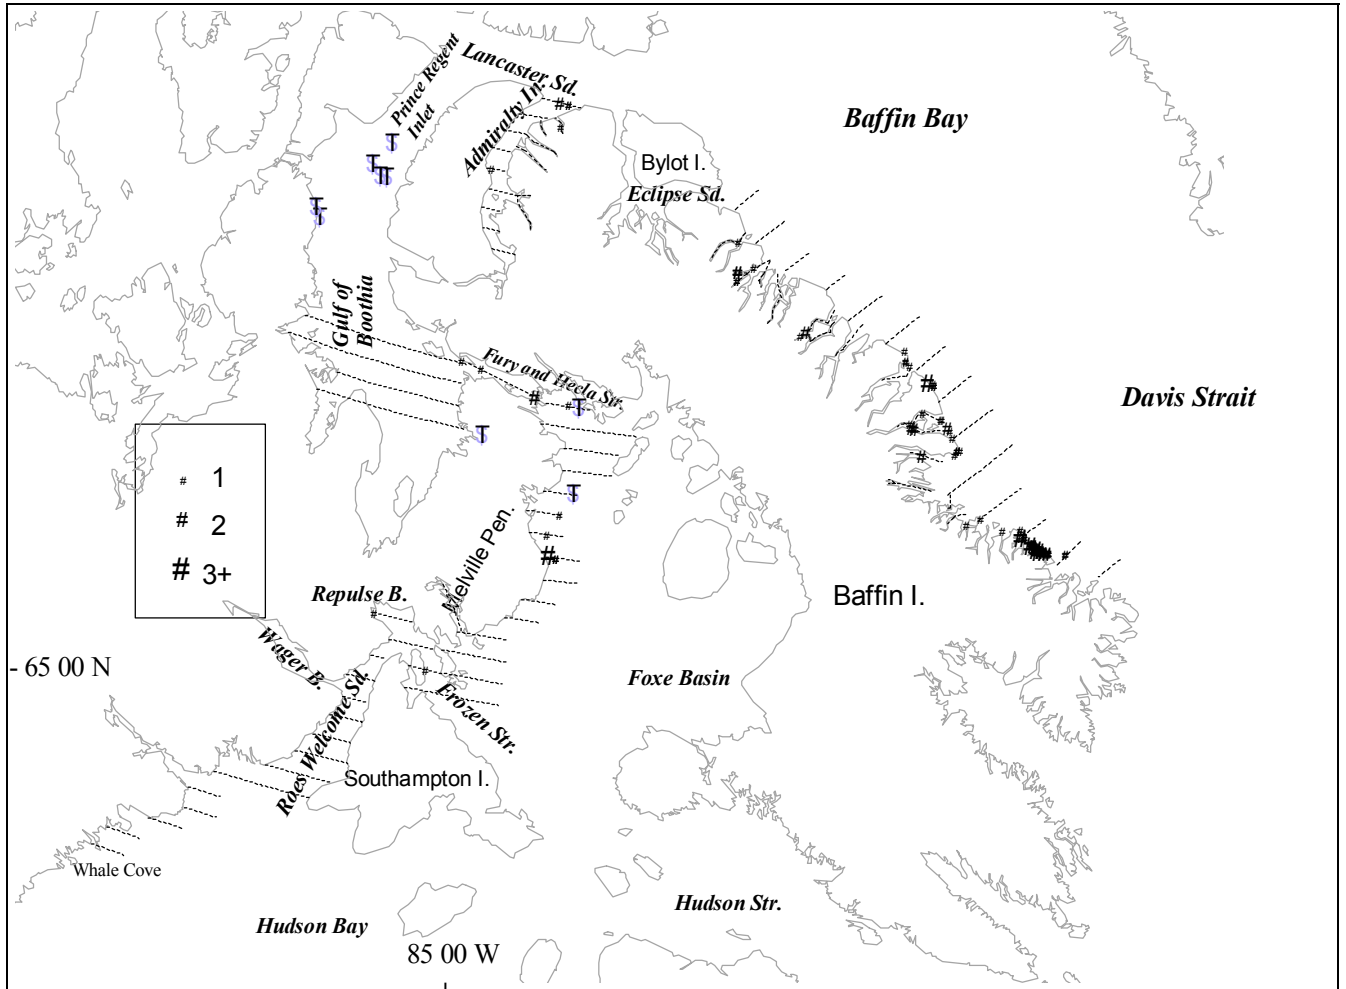 Prince Regent
Inlet
Lancaster Sd.
Admiralty In.
Baffin Bay
Bylot I.
Eclipse Sd.
Gulf of
Boothia
Fury and Hecla Str.
Davis Strait
# 1
# 2
# 3+
Melville Pen.
Repulse B.
Baffin I.
Wager B.
- 65 00 N
Roes Welcome Sd.
Frozen Str.
Foxe Basin
Southampton I.
Whale Cove
Hudson Bay
Hudson Str.
85 00 W